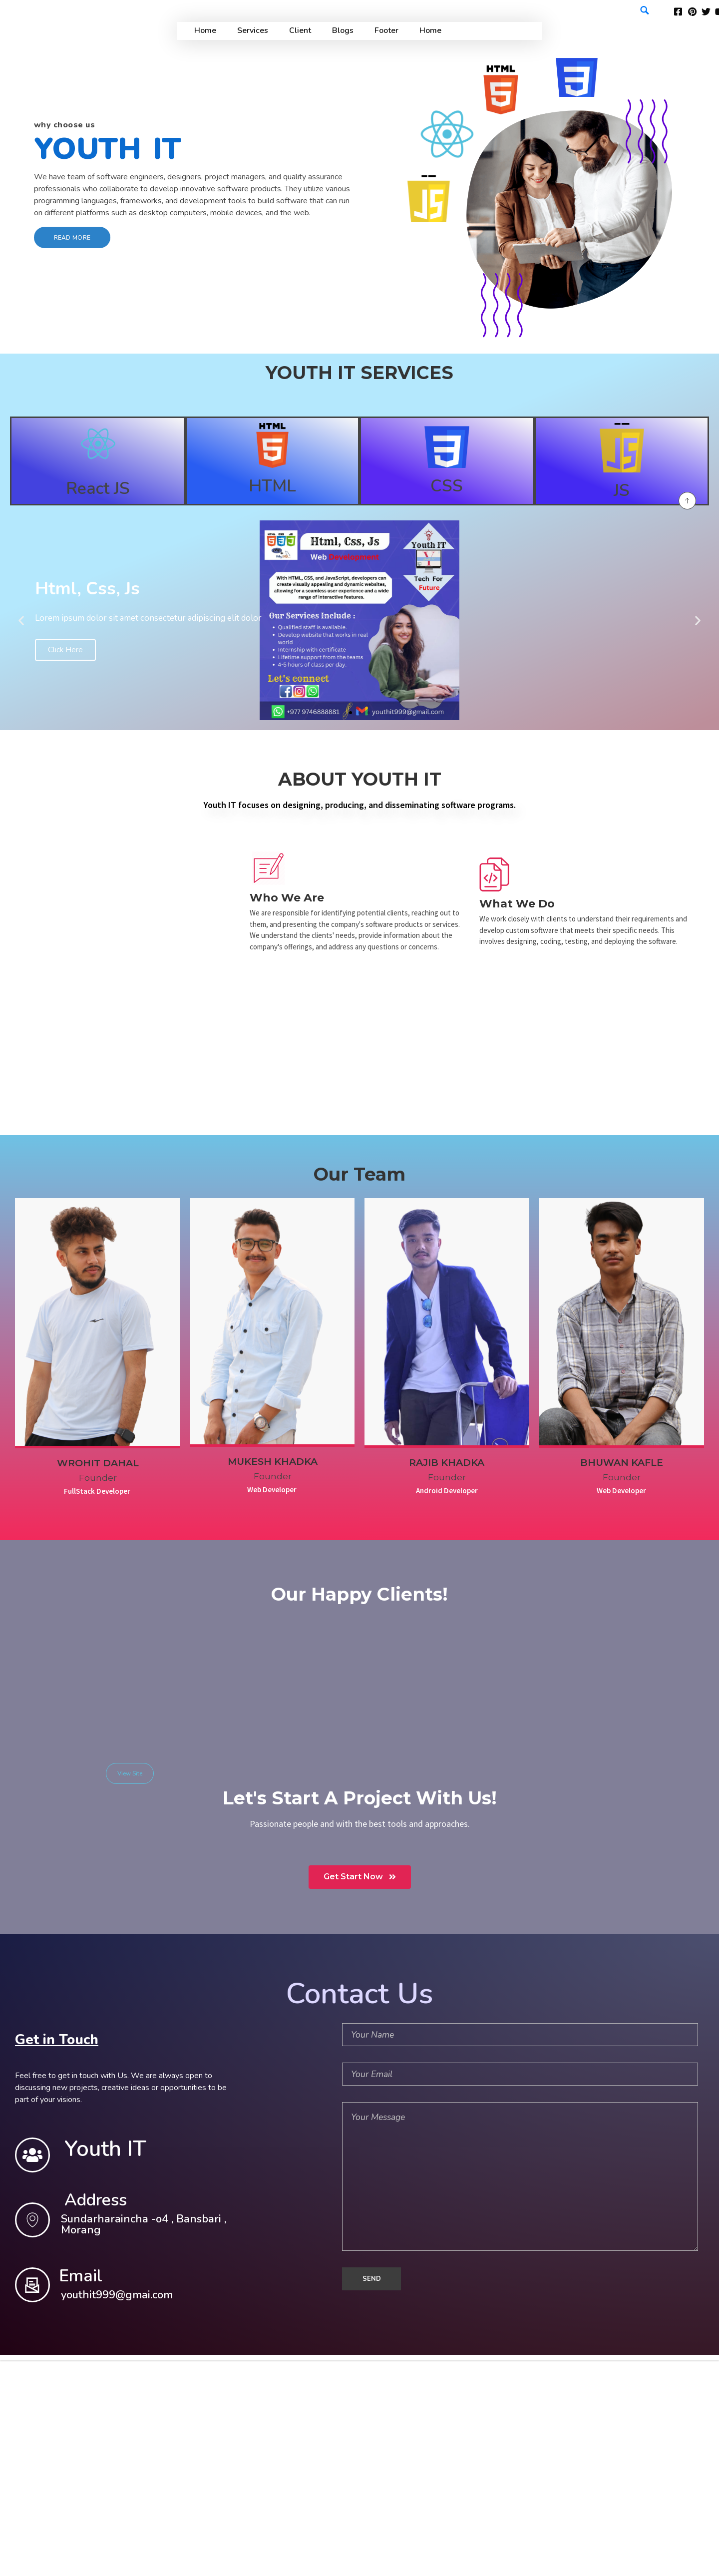 Home Services Client Blogs Footer Home
why choose us
YOUTH IT
We have team of software engineers, designers, project managers, and quality assurance
professionals who collaborate to develop innovative software products. They utilize various
programming languages, frameworks, and development tools to build software that can run
on different platforms such as desktop computers, mobile devices, and the web.
READ MORE
HTML
5
3
JS
YOUTH IT SERVICES
React JS
HTML
5
HTML
3
CSS
JS
JS
Html, Css, Js
Lorem ipsum dolor sit amet consectetur adipiscing elit dolor
Click Here
Html, Css, Js
Web Development
With HTML, CSS, and JavaScript, developers can
create visually appealing and dynamic websites,
allowing for a seamless user experience and a wide
range of interactive features.
Youth IT
Tech For
Future
Our Services Include :
Qualified staff is available.
Develop website that works in real
world
Internship with certificate
Lifetime support from the teams
4-5 hours of class per day.
Let's connect
+977 9746888881
youthit999@gmail.com
ABOUT YOUTH IT
Youth IT focuses on designing, producing, and disseminating software programs.
Who We Are
We are responsible for identifying potential clients, reaching out to
them, and presenting the company's software products or services.
We understand the clients' needs, provide information about the
company's offerings, and address any questions or concerns.
What We Do
We work closely with clients to understand their requirements and
develop custom software that meets their specific needs. This
involves designing, coding, testing, and deploying the software.
Our Team
WROHIT DAHAL
Founder
FullStack Developer
MUKESH KHADKA
Founder
Web Developer
RAJIB KHADKA
Founder
Android Developer
BHUWAN KAFLE
Founder
Web Developer
Our Happy Clients!
View Site
Let's Start A Project With Us!
Passionate people and with the best tools and approaches.
Get Start Now
Contact Us
Get in Touch
Feel free to get in touch with Us. We are always open to
discussing new projects, creative ideas or opportunities to be
part of your visions.
Youth IT
Address
Sundarharaincha -o4 , Bansbari ,
Morang
Email
youthit999@gmai.com
Your Name
Your Email
Your Message
SEND